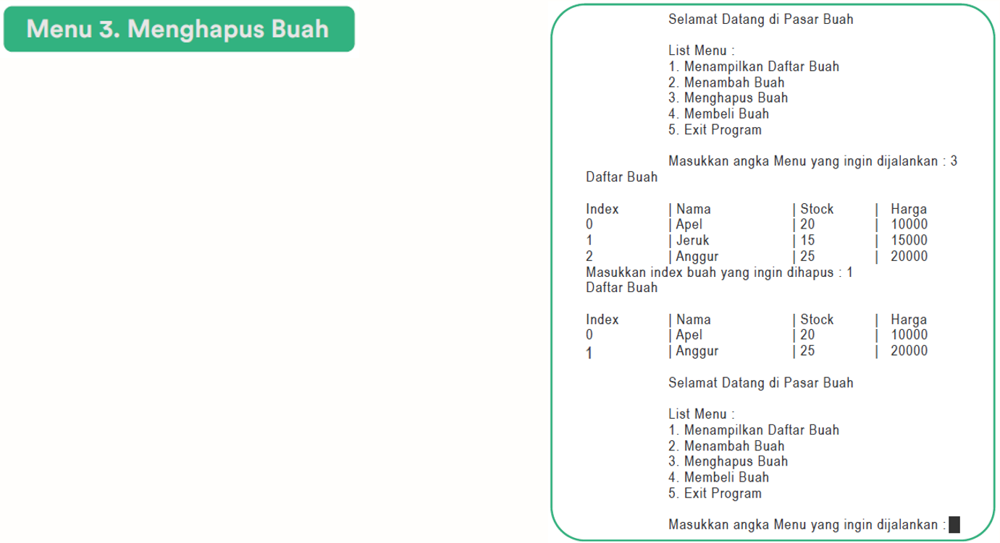 Menu 3. Menghapus Buah
Selamat Datang di Pasar Buah
List Menu :
1. Menampilkan Daftar Buah
2. Menambah Buah
3. Menghapus Buah
4. Membeli Buah
5. Exit Program
Masukkan angka Menu yang ingin dijalankan : 3
Daftar Buah
Index | Nama | Stock | Harga
0 | Apel | 20 | 10000
1 | Jeruk | 15 | 15000
2 | Anggur | 25 | 20000
Masukkan index buah yang ingin dihapus : 1
Daftar Buah
Index | Nama | Stock | Harga
0 | Apel | 20 | 10000
1 | Anggur | 25 | 20000
Selamat Datang di Pasar Buah
List Menu :
1. Menampilkan Daftar Buah
2. Menambah Buah
3. Menghapus Buah
4. Membeli Buah
5. Exit Program
Masukkan angka Menu yang ingin dijalankan :